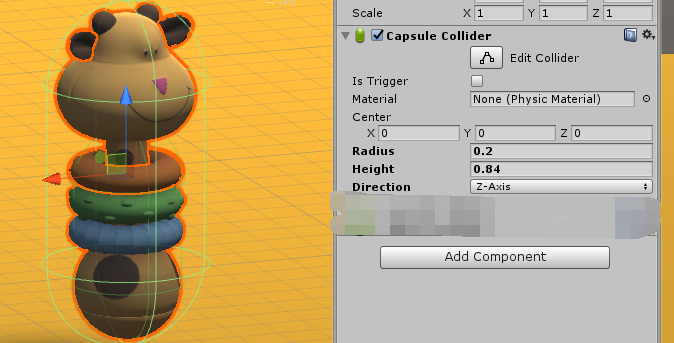 Scale X 1 Y 1 Z 1
Capsule Collider
Edit Collider
Is Trigger
Material None (Physic Material)
Center
X 0 Y 0 Z 0
Radius 0.2
Height 0.84
Direction Z-Axis
Add Component